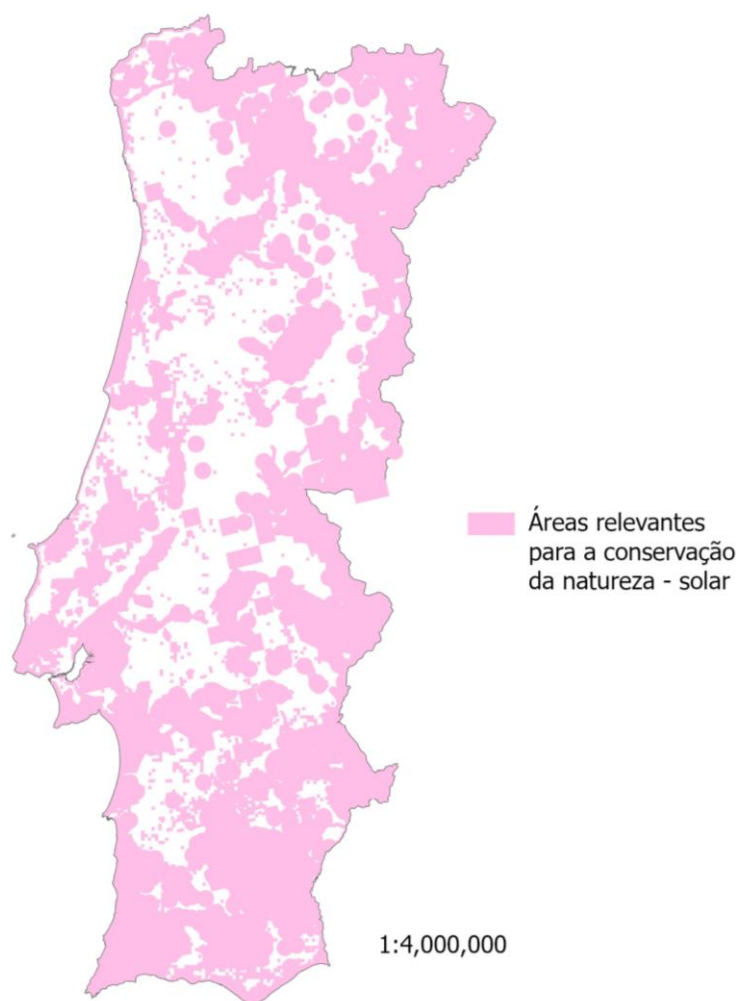 Áreas relevantes
para a conservação
da natureza - solar
1:4,000,000